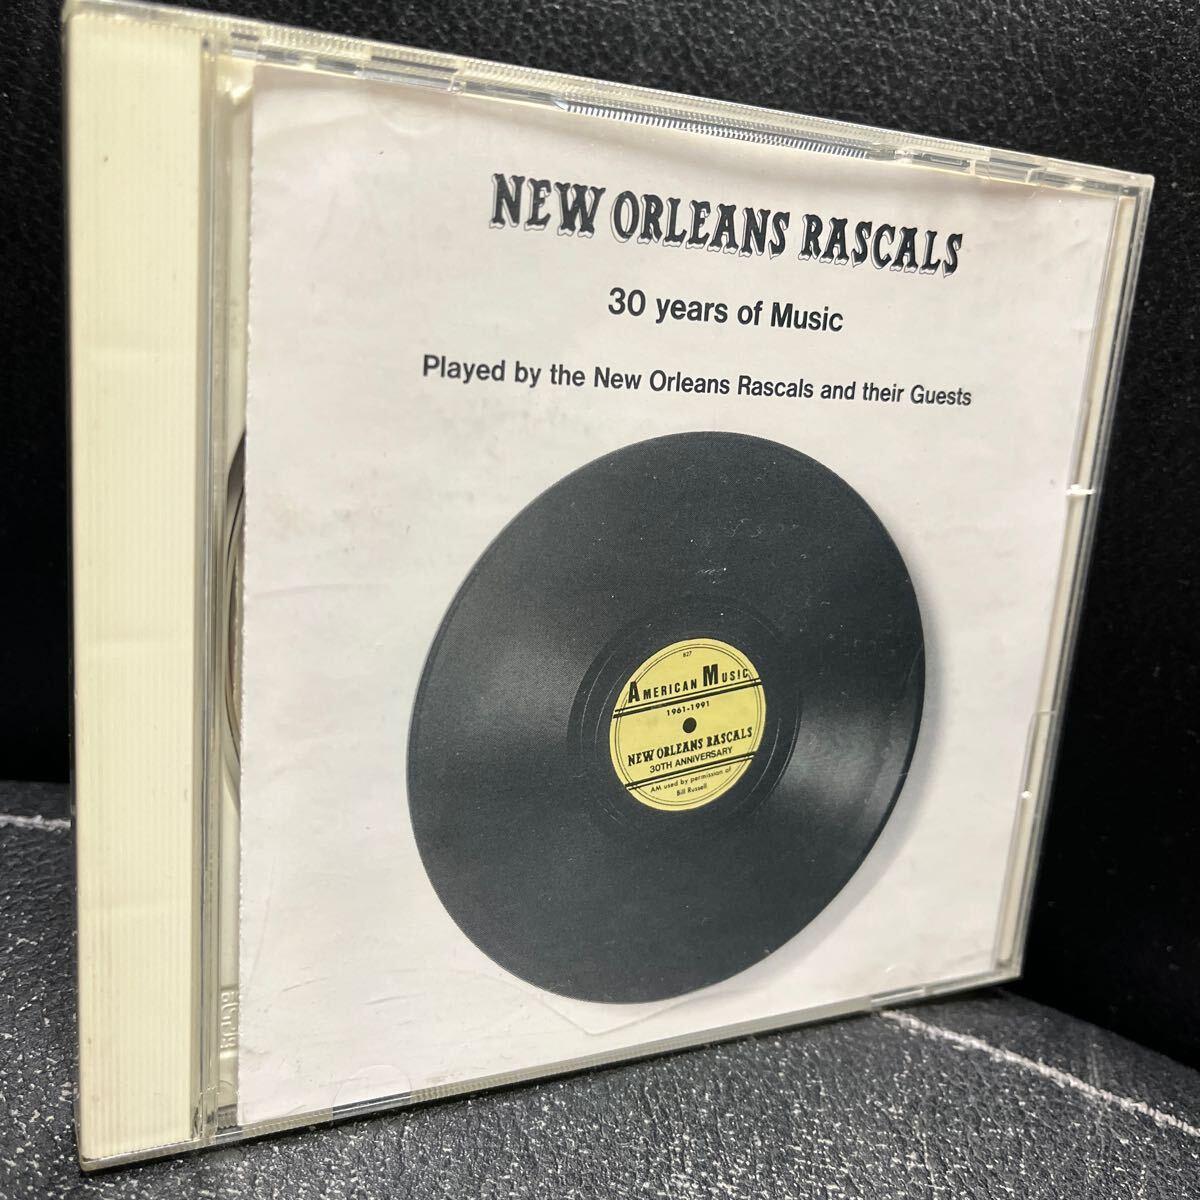 NEW ORLEANS RASCALS
30 years of Music
Played by the New Orleans Rascals and their Guests
827
AMERICAN MUSIC
1961-1991
NEW ORLEANS RASCALS
30TH ANNIVERSARY
AM used by permission of
Bill Russell